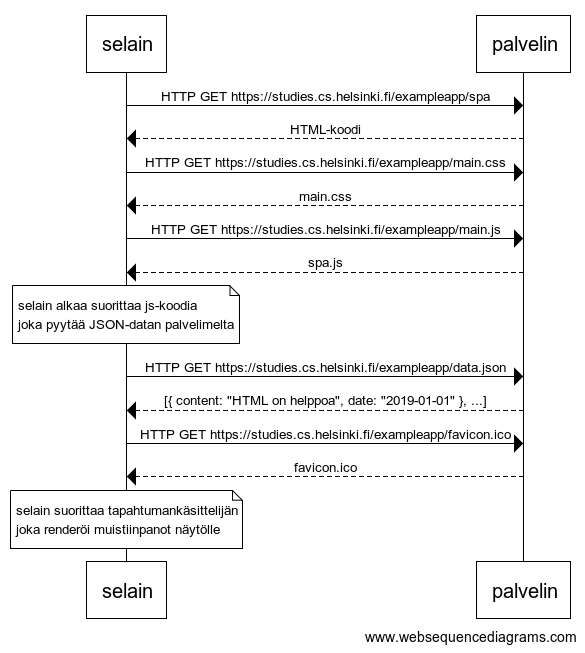 selain
palvelin
HTTP GET https://studies.cs.helsinki.fi/exampleapp/spa
HTML-koodi
HTTP GET https://studies.cs.helsinki.fi/exampleapp/main.css
main.css
HTTP GET https://studies.cs.helsinki.fi/exampleapp/main.js
spa.js
selain alkaa suorittaa js-koodia
joka pyytää JSON-datan palvelimelta
HTTP GET https://studies.cs.helsinki.fi/exampleapp/data.json
[{ content: "HTML on helppoa", date: "2019-01-01" }, ...]
HTTP GET https://studies.cs.helsinki.fi/exampleapp/favicon.ico
favicon.ico
selain suorittaa tapahtumankäsittelijän
joka renderöi muistiinpanot näytölle
selain
palvelin
www.websequencediagrams.com